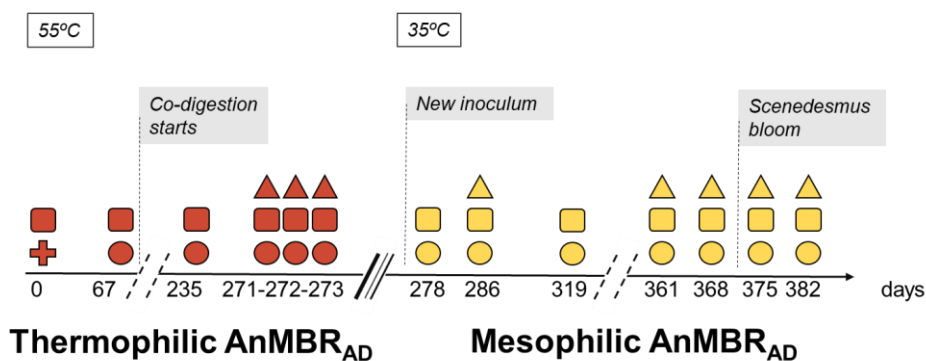 55ºC
35ºC
Co-digestion
starts
New inoculum
Scenedesmus
bloom
0 67 235 271-272-273 278 286 319 361 368 375 382 days
Thermophilic AnMBRAD Mesophilic AnMBRAD